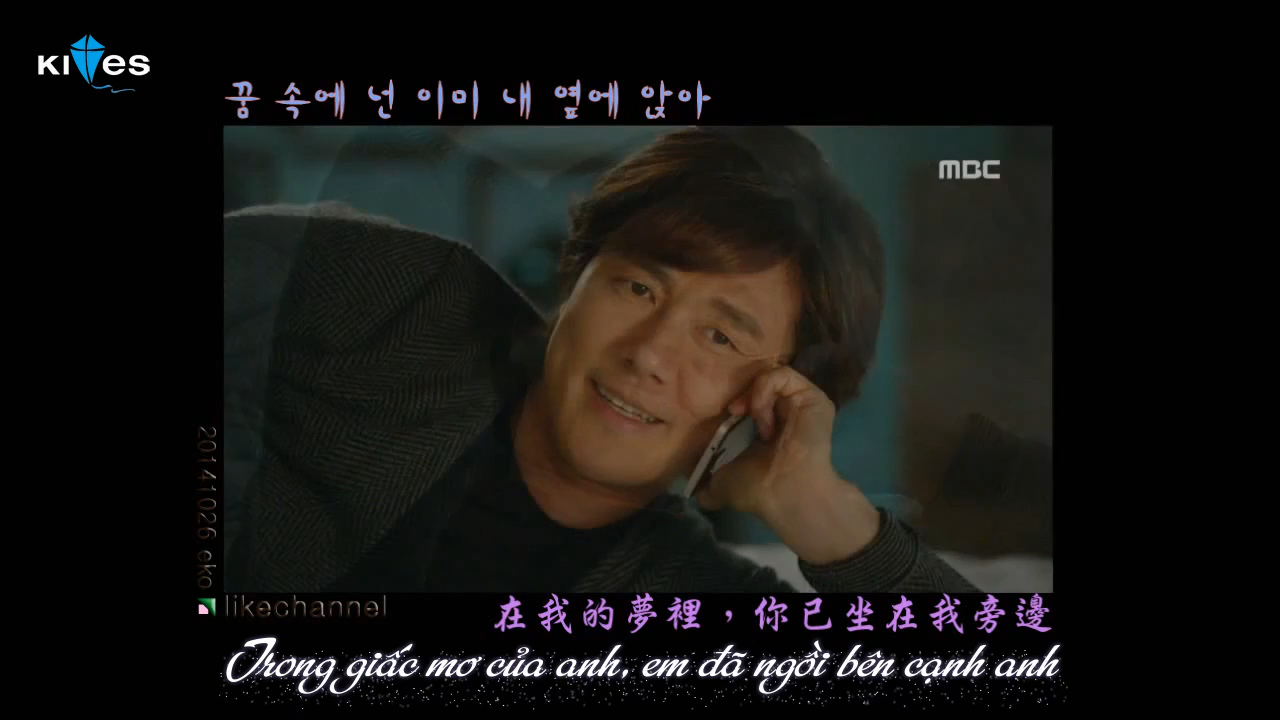 KITES
꿈 속에 넌 이미 내 옆에 앉아
MBC
20141026 eko
likechannel
在我的夢裡，你已坐在我旁邊
Trong giấc mơ của anh, em đã ngồi bên cạnh anh